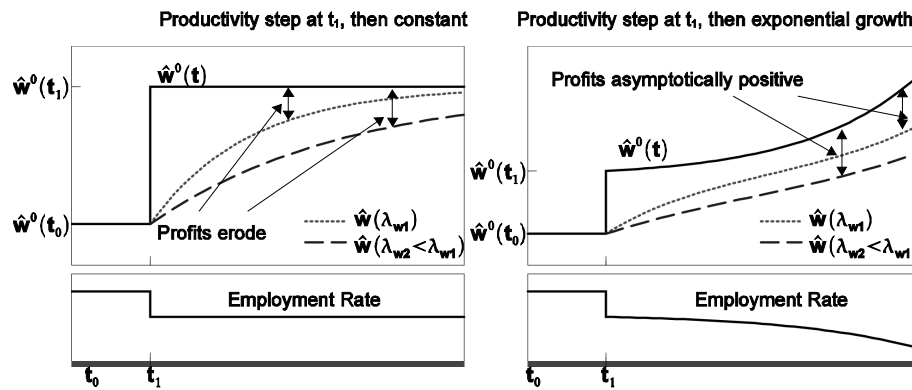 Productivity step at t₁, then constant
ŵ⁰(t₁)
ŵ⁰(t)
ŵ⁰(t₀)
Profits erode
ŵ(λw1)
ŵ(λw2<λw1)
Employment Rate
t₀
t₁
Productivity step at t₁, then exponential growth
Profits asymptotically positive
ŵ⁰(t)
ŵ⁰(t₁)
ŵ⁰(t₀)
ŵ(λw1)
ŵ(λw2<λw1
Employment Rate
t₁